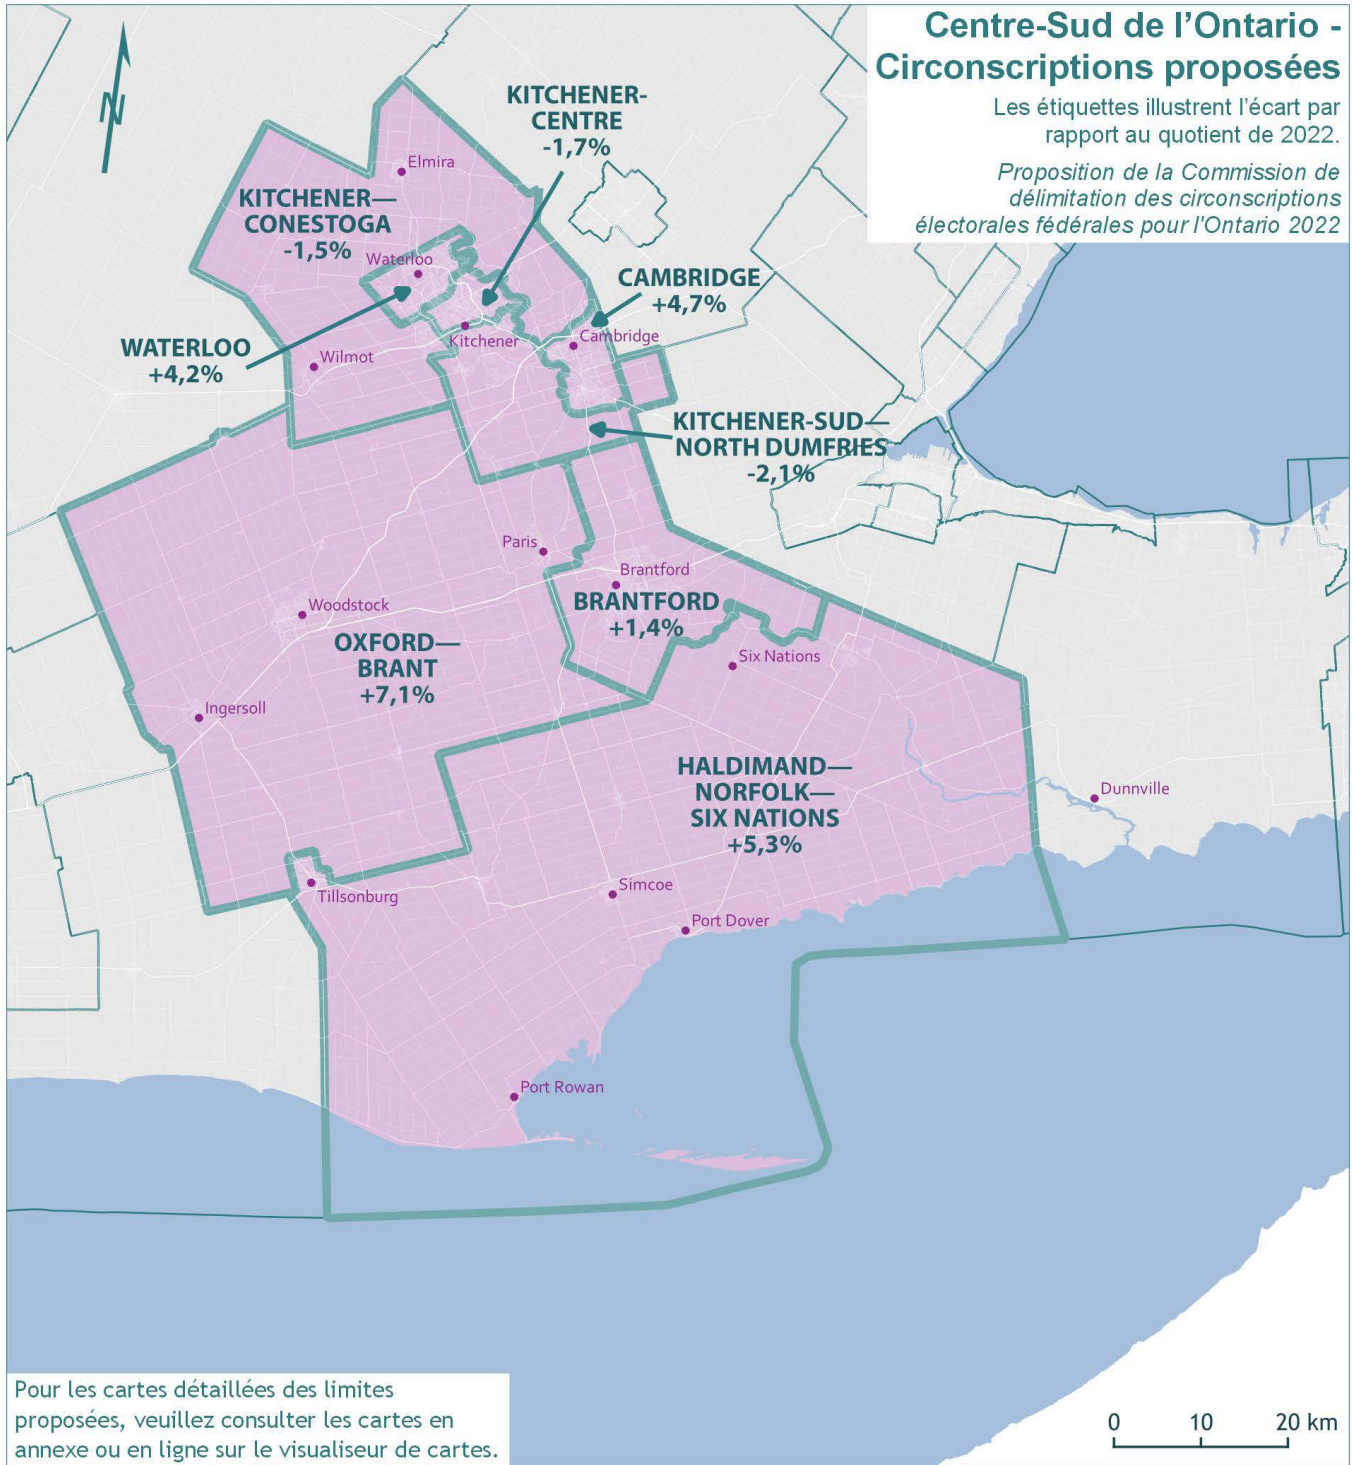 Centre-Sud de l’Ontario -
Circonscriptions proposées
Les étiquettes illustrent l’écart par
rapport au quotient de 2022.
Proposition de la Commission de
délimitation des circonscriptions
électorales fédérales pour l'Ontario 2022
N
KITCHENER-
CENTRE
-1,7%
Elmira
KITCHENER—
CONESTOGA
-1,5%
Waterloo
CAMBRIDGE
+4,7%
WATERLOO
+4,2%
Kitchener
Cambridge
Wilmot
KITCHENER-SUD—
NORTH DUMFRIES
-2,1%
Paris
Brantford
BRANTFORD
+1,4%
Woodstock
OXFORD—
BRANT
+7,1%
Six Nations
Ingersoll
HALDIMAND—
NORFOLK—
SIX NATIONS
+5,3%
Dunnville
Tillsonburg
Simcoe
Port Dover
Port Rowan
Pour les cartes détaillées des limites
proposées, veuillez consulter les cartes en
annexe ou en ligne sur le visualiseur de cartes.
0 10 20 km